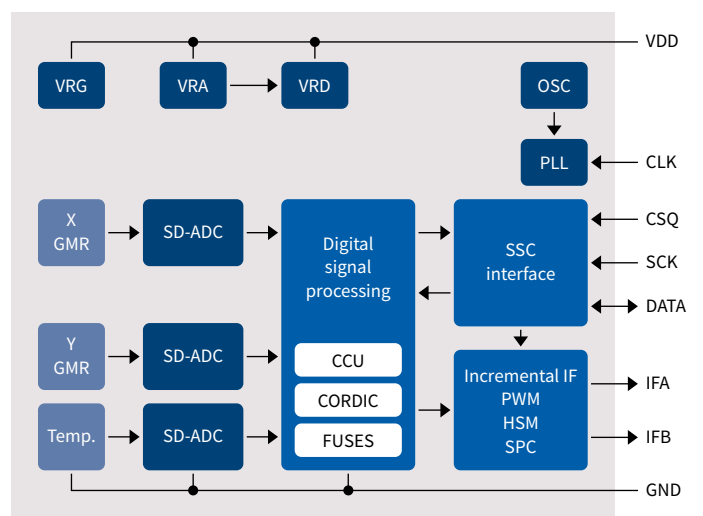 VDD
VRG
VRA
VRD
OSC
PLL
CLK
X
GMR
SD-ADC
Digital
signal
processing
SSC
interface
CSQ
SCK
DATA
Y
GMR
SD-ADC
CCU
CORDIC
FUSES
Incremental IF
PWM
HSM
SPC
IFA
IFB
Temp.
SD-ADC
GND